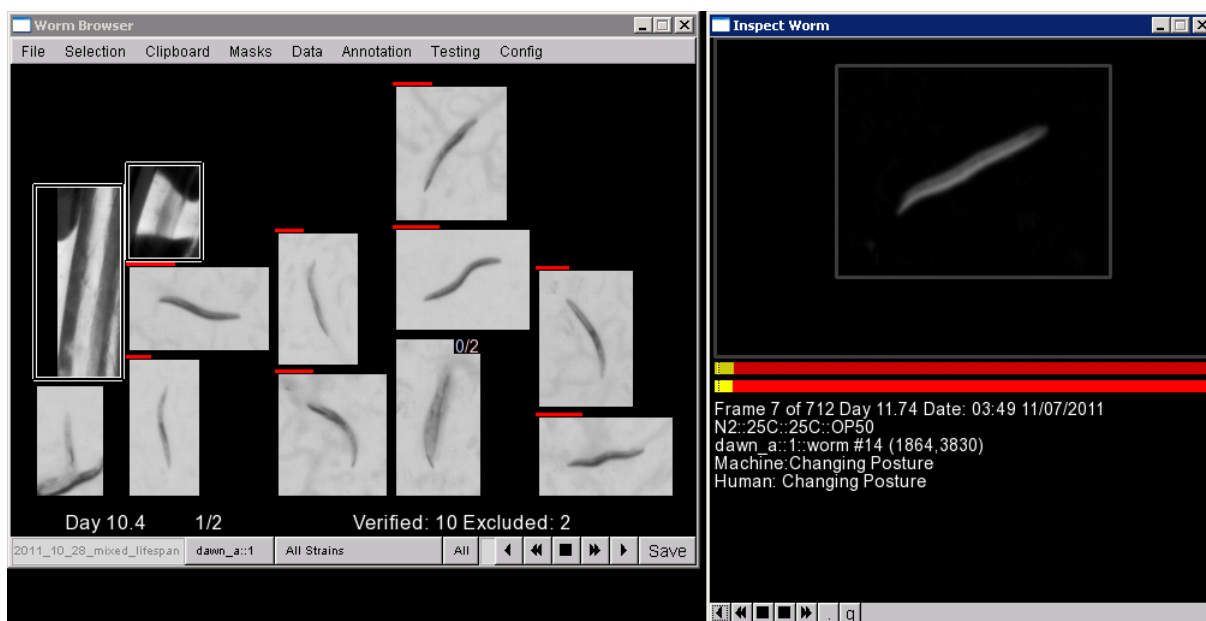 Worm Browser
File Selection Clipboard Masks Data Annotation Testing Config
0/2
Day 10.4 1/2 Verified: 10 Excluded: 2
2011_10_28_mixed_lifespan dawn_a::1 All Strains All Save
Inspect Worm
Frame 7 of 712 Day 11.74 Date: 03:49 11/07/2011
N2::25C::25C::OP50
dawn_a::1::worm #14 (1864,3830)
Machine:Changing Posture
Human: Changing Posture
. q